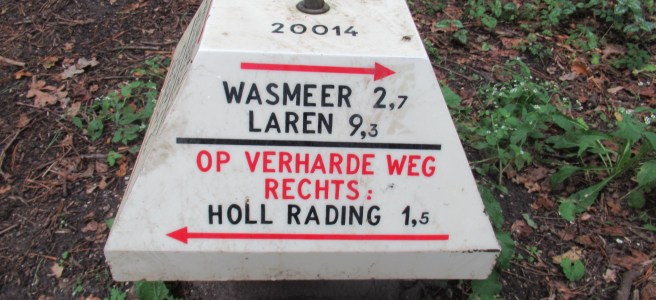 20014
WASMEER 2,7
LAREN 9,3
OP VERHARDE WEG
RECHTS:
HOLL RADING 1,5